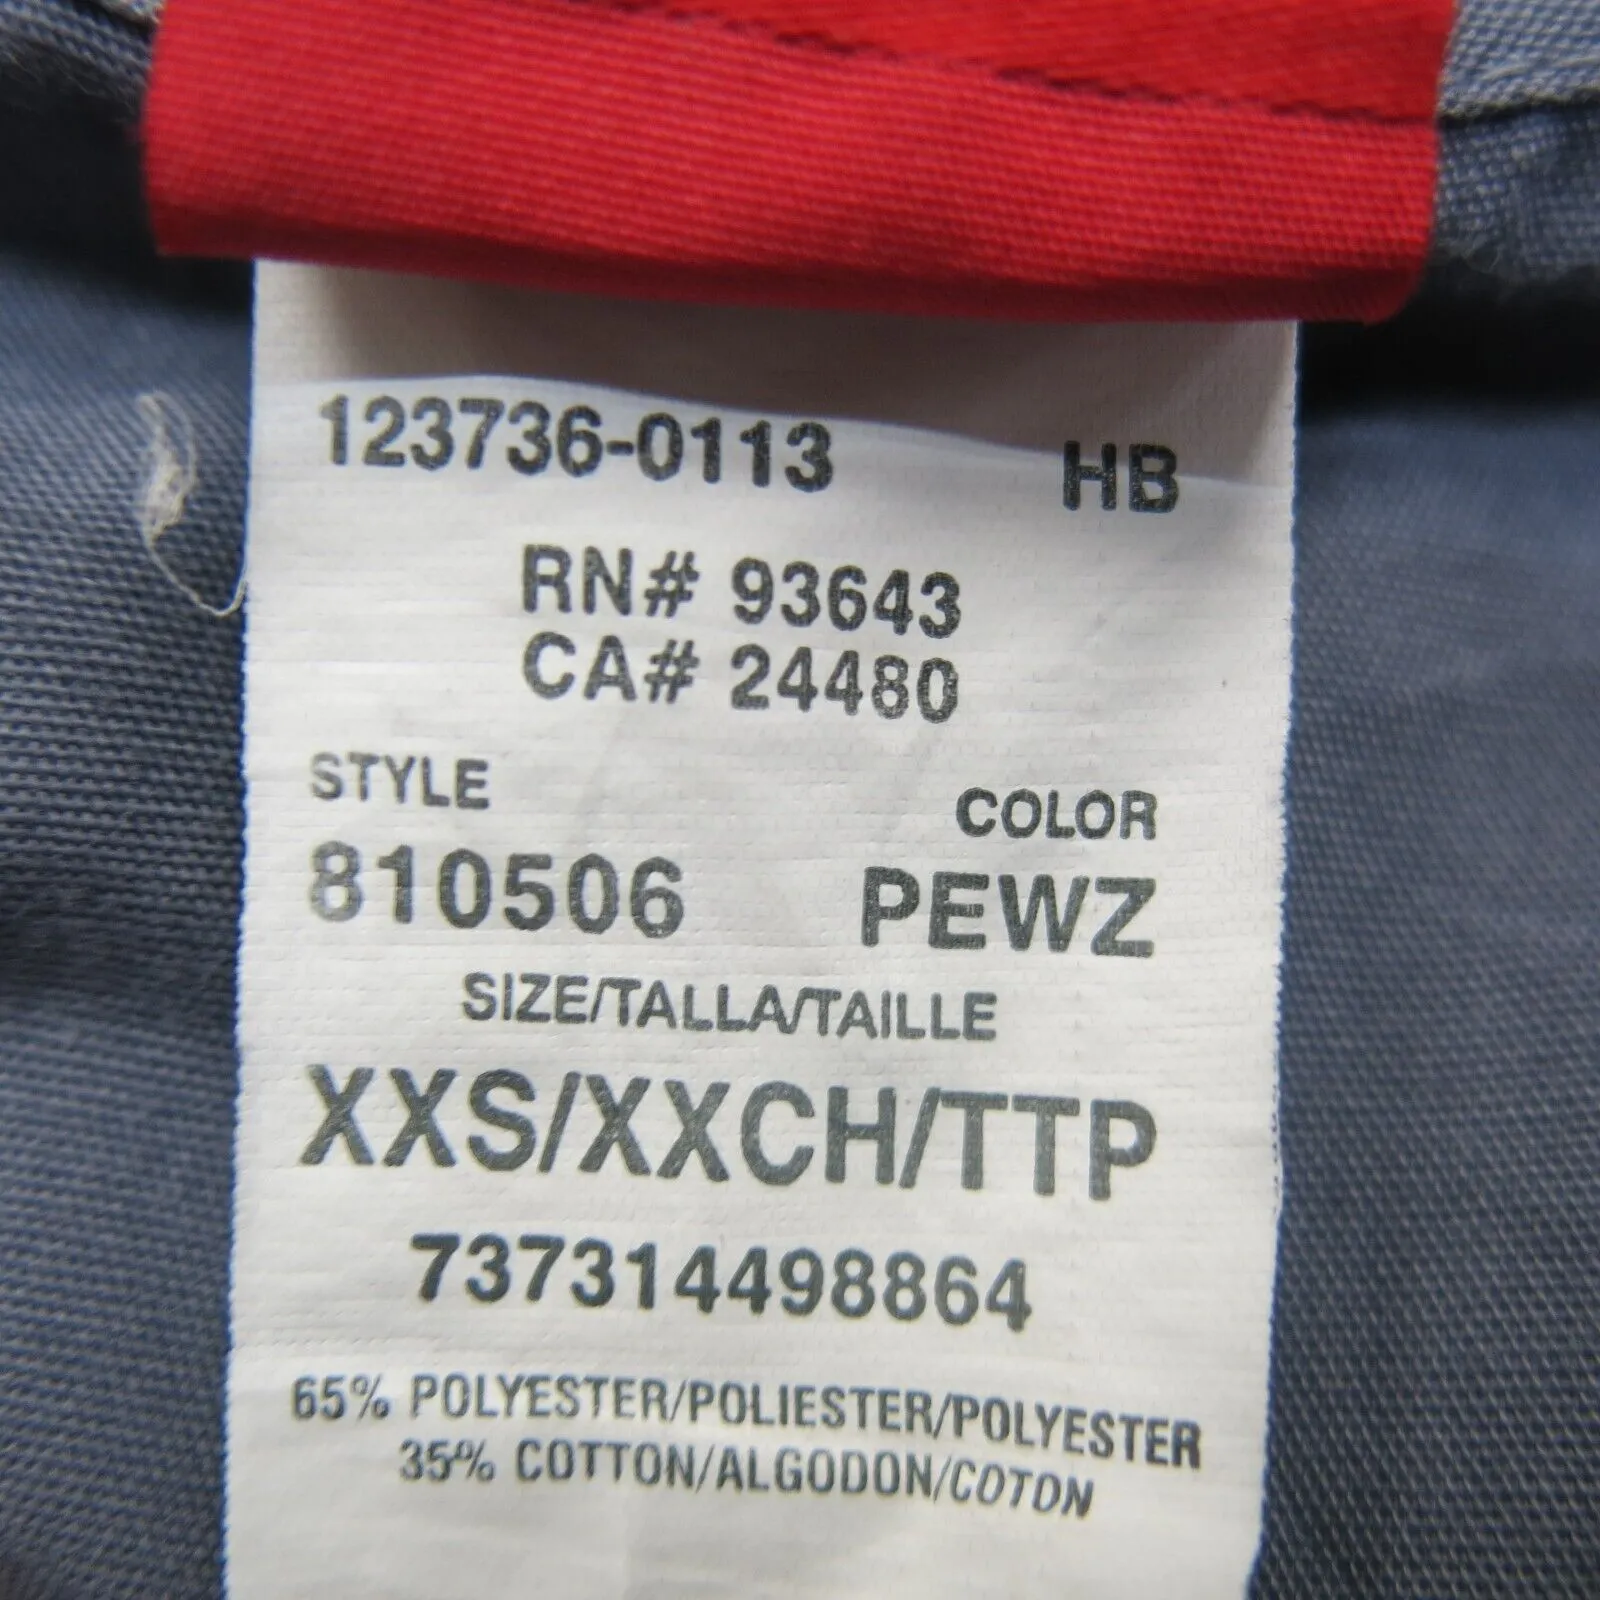 123736-0113 HB
RN# 93643
CA# 24480
STYLE COLOR
810506 PEWZ
SIZE/TALLA/TAILLE
XXS/XXCH/TTP
737314498864
65% POLYESTER/POLIESTER/POLYESTER
35% COTTON/ALGODON/COTON